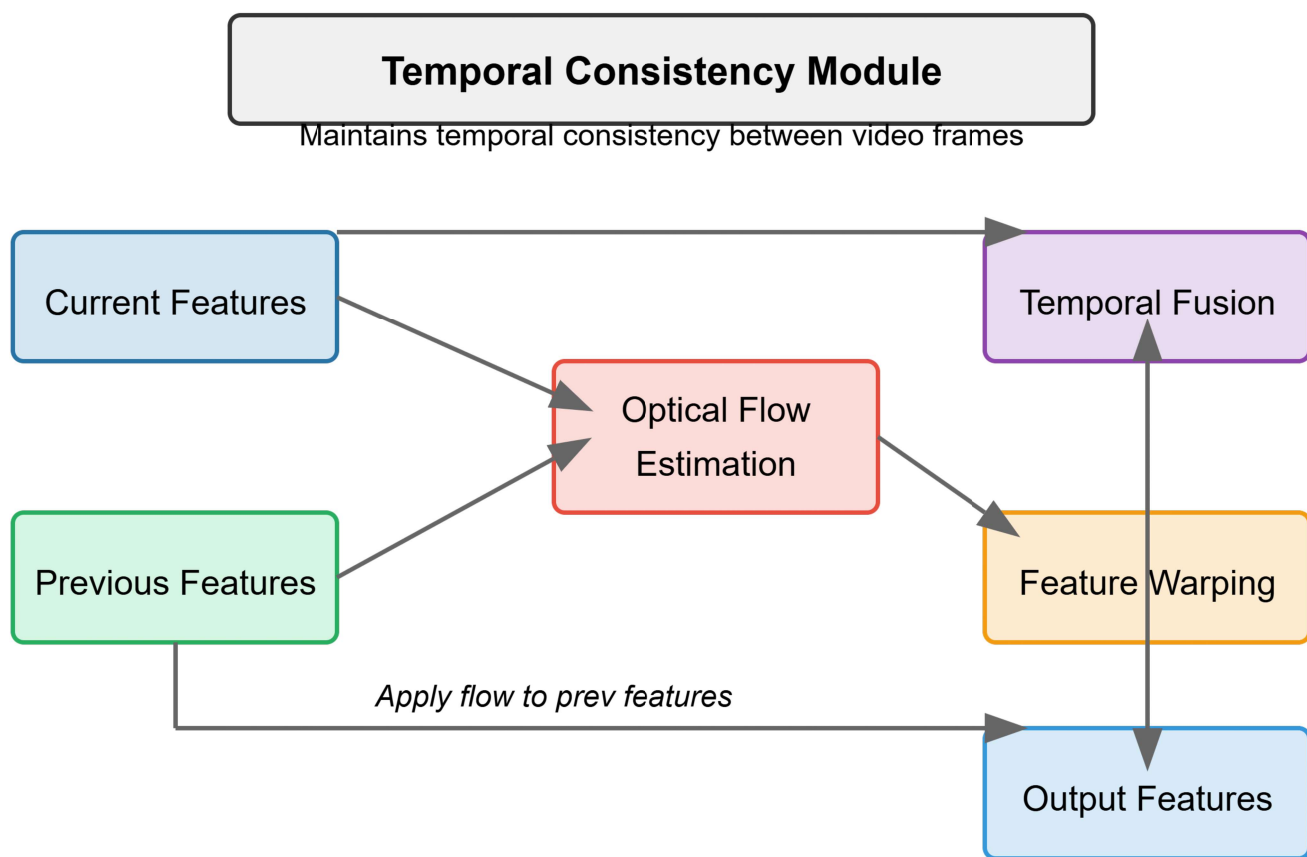 Temporal Consistency Module
Maintains temporal consistency between video frames
Current Features
Temporal Fusion
Optical Flow
Estimation
Previous Features
Feature Warping
Apply flow to prev features
Output Features